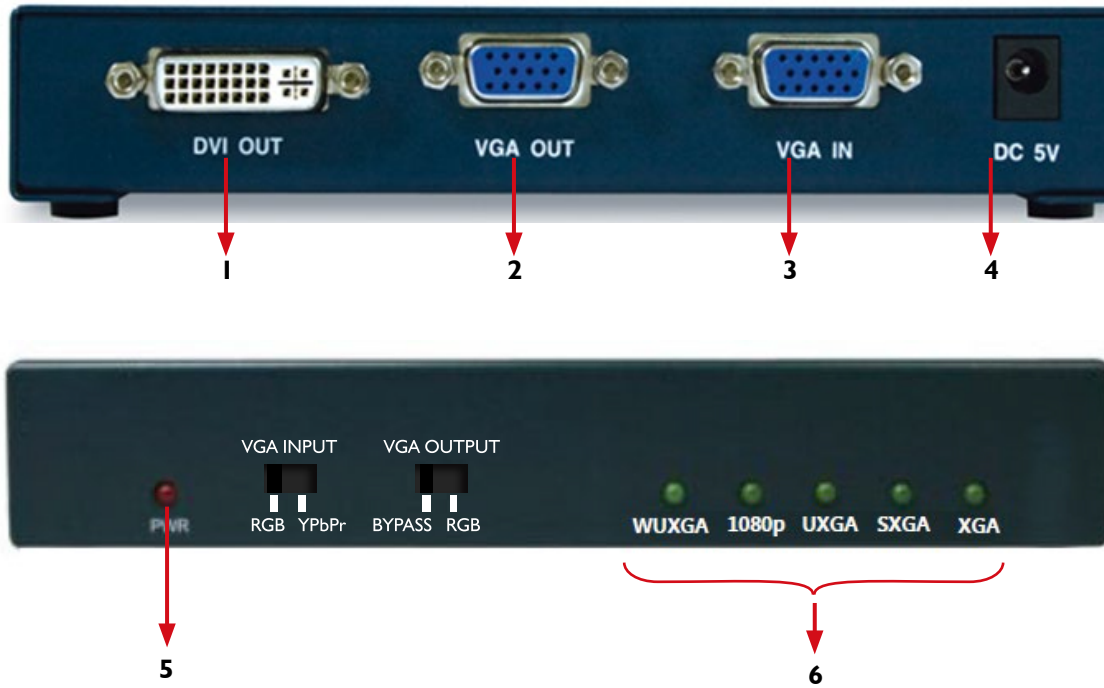 DVI OUT VGA OUT VGA IN DC 5V
1 2 3 4
VGA INPUT VGA OUTPUT
PWR RGB YPbPr BYPASS RGB WUXGA 1080p UXGA SXGA XGA
5 6